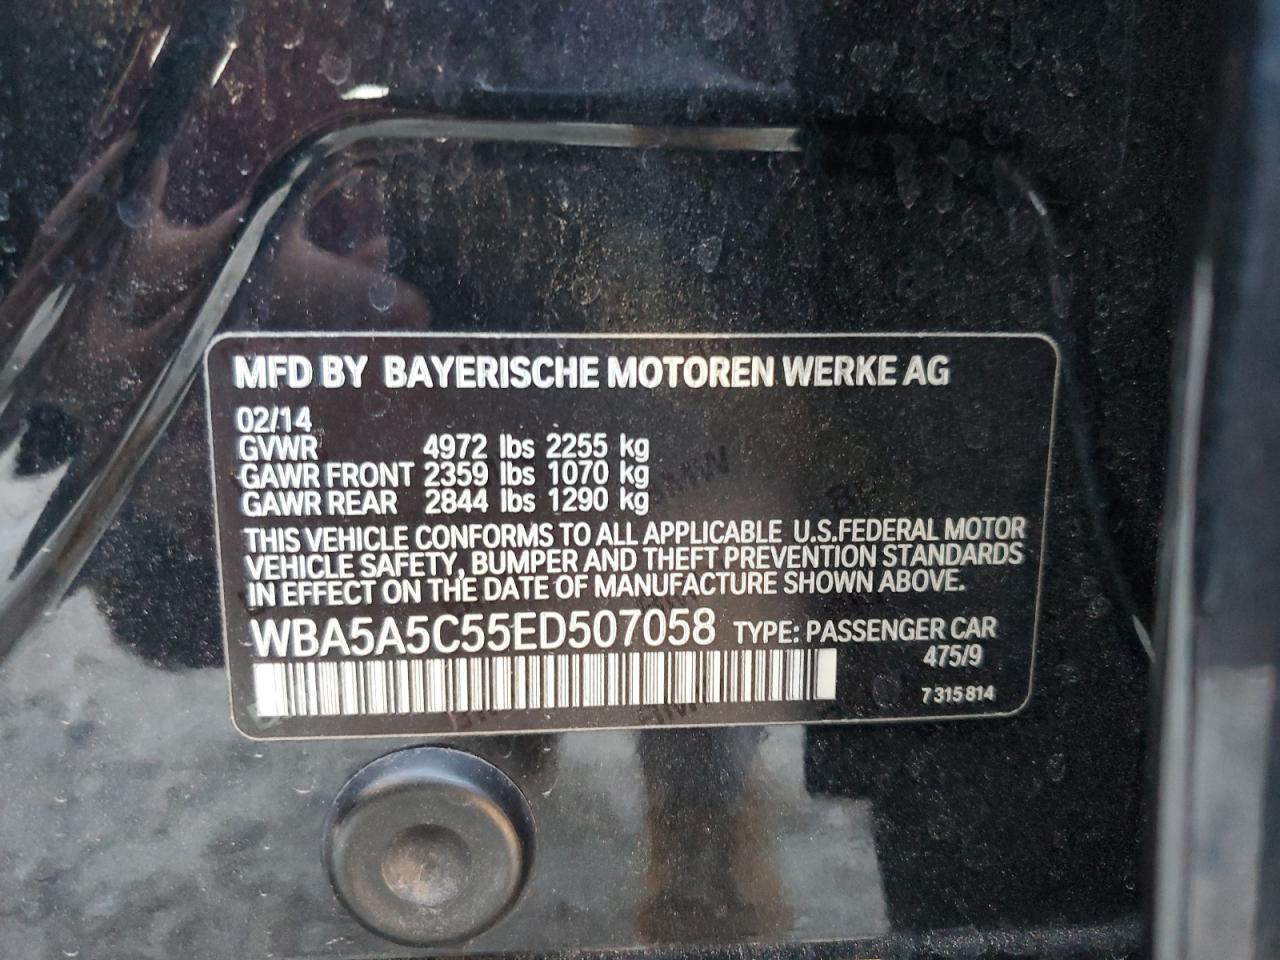 MFD BY BAYERISCHE MOTOREN WERKE AG
02/14
GVWR 4972 lbs 2255 kg
GAWR FRONT 2359 lbs 1070 kg
GAWR REAR 2844 lbs 1290 kg
THIS VEHICLE CONFORMS TO ALL APPLICABLE U.S.FEDERAL MOTOR
VEHICLE SAFETY, BUMPER AND THEFT PREVENTION STANDARDS
IN EFFECT ON THE DATE OF MANUFACTURE SHOWN ABOVE.
WBA5A5C55ED507058 TYPE: PASSENGER CAR
475/9
7 315 814